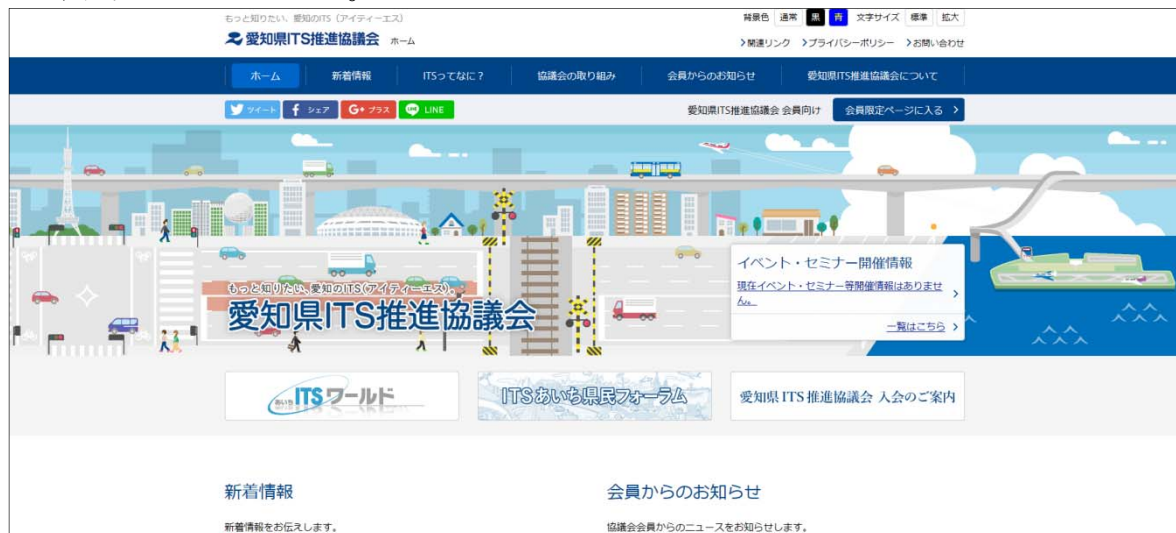 もっと知りたい、愛知のITS（アイティーエス）
愛知県ITS推進協議会 ホーム
背景色 通常 黒 青 文字サイズ 標準 拡大
関連リンク プライバシーポリシー お問い合わせ
ホーム 新着情報 ITSってなに？ 協議会の取り組み 会員からのお知らせ 愛知県ITS推進協議会について
ツイート シェア G+ プラス LINE 愛知県ITS推進協議会 会員向け 会員限定ページに入る
イベント・セミナー開催情報
現在イベント・セミナー等開催情報はありませ
ん。
一覧はこちら
もっと知りたい、愛知のITS(アイティーエス)。
愛知県ITS推進協議会
あいちITSワールド ITSあいち県民フォーラム 愛知県 ITS 推進協議会 入会のご案内
新着情報 会員からのお知らせ
新着情報をお伝えします。 協議会会員からのニュースをお知らせします。